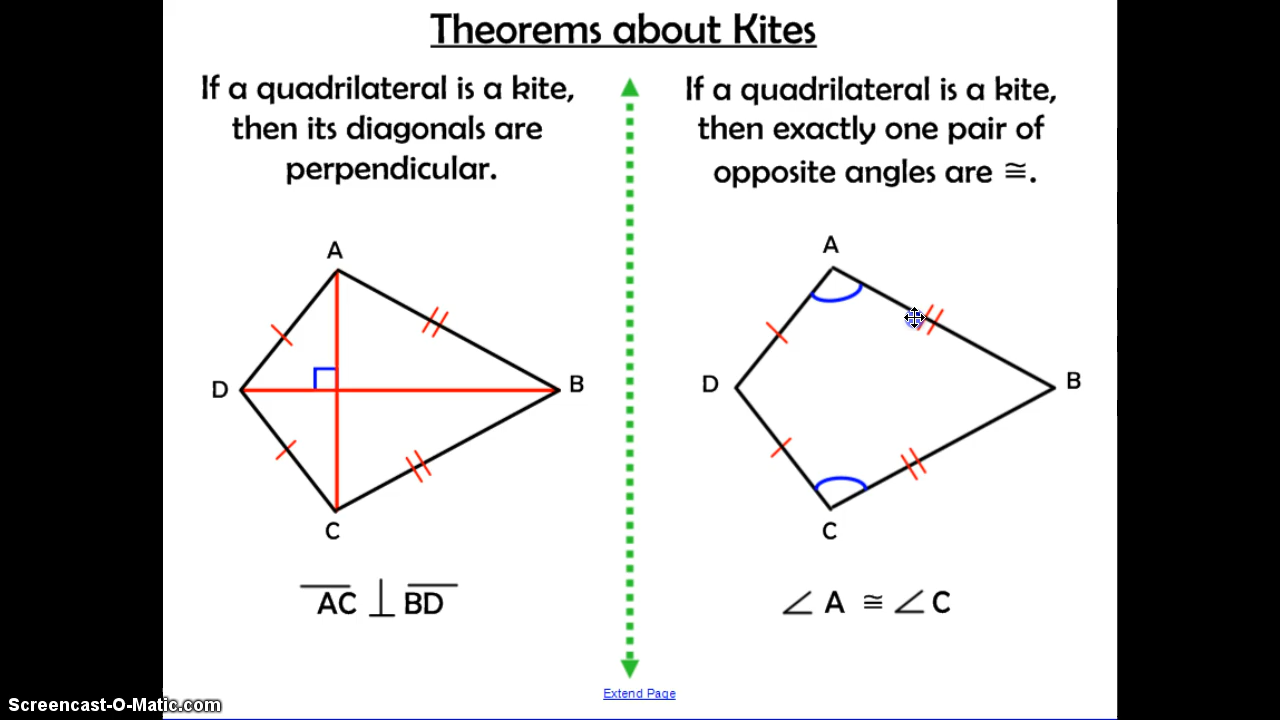 Theorems about Kites
If a quadrilateral is a kite,
then its diagonals are
perpendicular.
A
D
B
C
AC ⊥ BD
If a quadrilateral is a kite,
then exactly one pair of
opposite angles are ≅.
A
D
B
C
∠ A ≅ ∠ C
Extend Page
Screencast-O-Matic.com